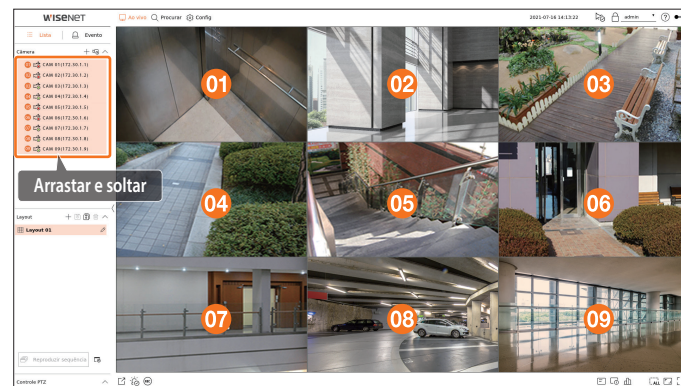 WISENET
Ao vivo
Procurar
Config
2021-07-16 14:13:22
admin
Lista
Evento
Câmera
CAM 01(172.30.1.1)
CAM 02(172.30.1.2)
CAM 03(172.30.1.3)
CAM 04(172.30.1.4)
CAM 05(172.30.1.5)
CAM 06(172.30.1.6)
CAM 07(172.30.1.7)
CAM 08(172.30.1.8)
CAM 09(172.30.1.9)
Arrastar e soltar
Layout
Layout 01
Reproduzir sequência
Controle PTZ
01
02
03
04
05
06
07
08
09
ALL